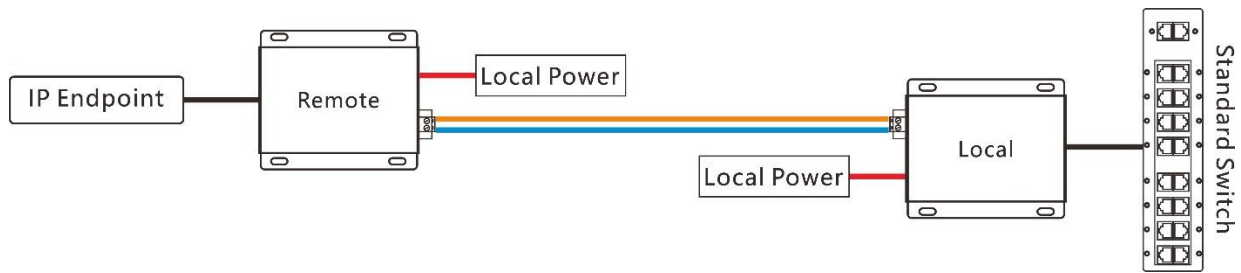 IP Endpoint
Remote
Local Power
Local Power
Local
Standard Switch